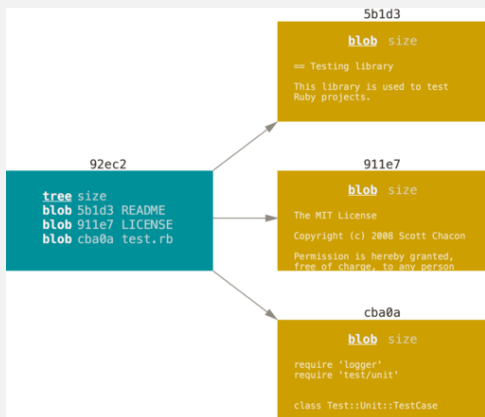 92ec2
tree size
blob 5b1d3 README
blob 911e7 LICENSE
blob cba0a test.rb
5b1d3
blob size
== Testing library
This library is used to test
Ruby projects.
911e7
blob size
The MIT License
Copyright (c) 2008 Scott Chacon
Permission is hereby granted,
free of charge, to any person
cba0a
blob size
require 'logger'
require 'test/unit'
class Test::Unit::TestCase